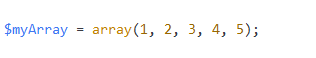 $myArray = array(1, 2, 3, 4, 5);